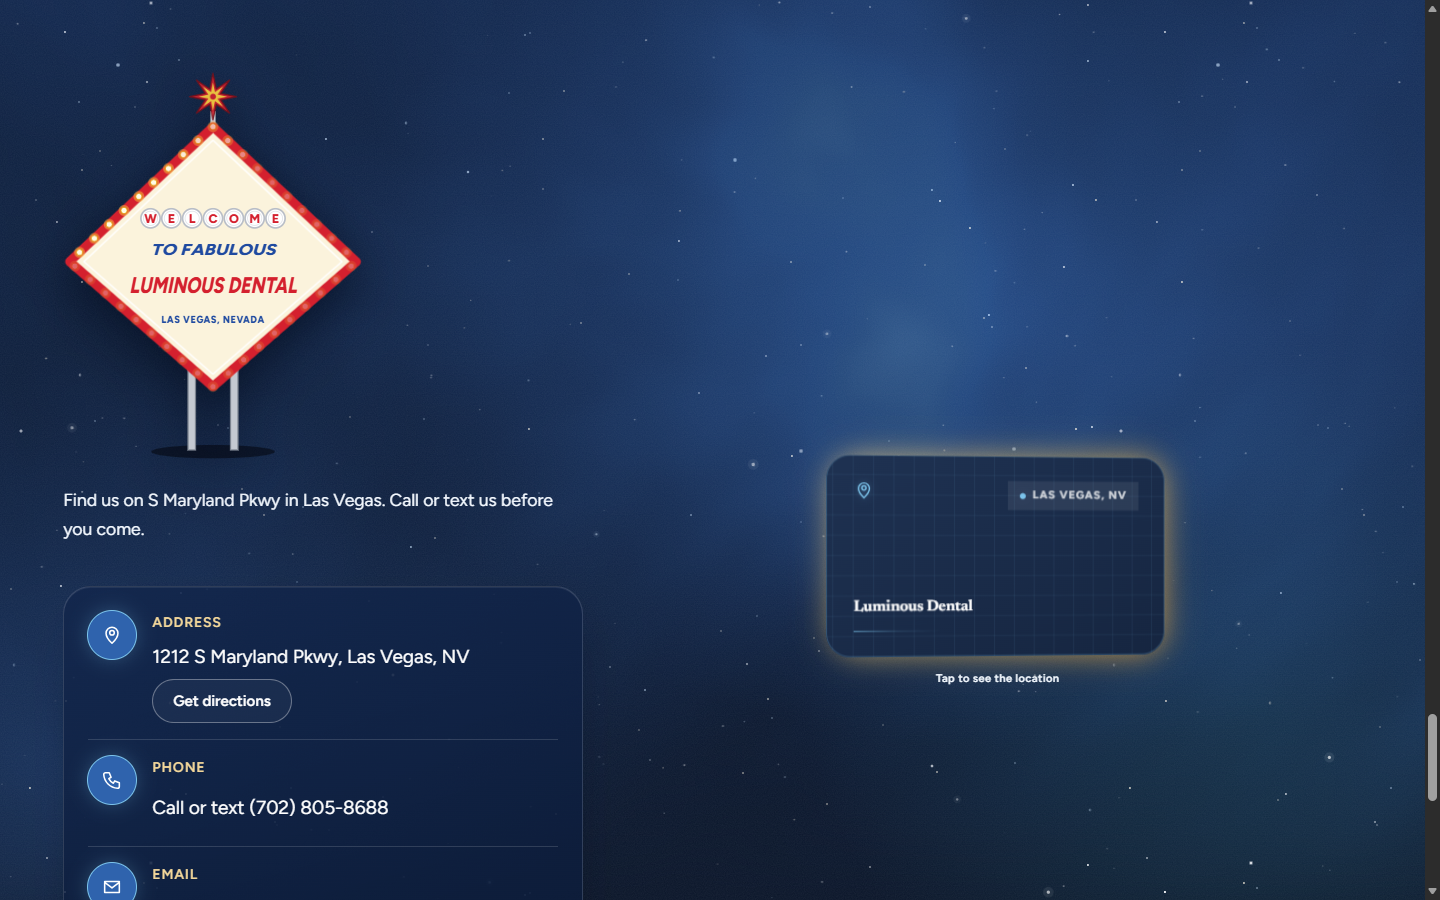 WELCOME
TO FABULOUS
LUMINOUS DENTAL
LAS VEGAS, NEVADA
Find us on S Maryland Pkwy in Las Vegas. Call or text us before
you come.
ADDRESS
1212 S Maryland Pkwy, Las Vegas, NV
Get directions
PHONE
Call or text (702) 805-8688
EMAIL
LAS VEGAS, NV
Luminous Dental
Tap to see the location